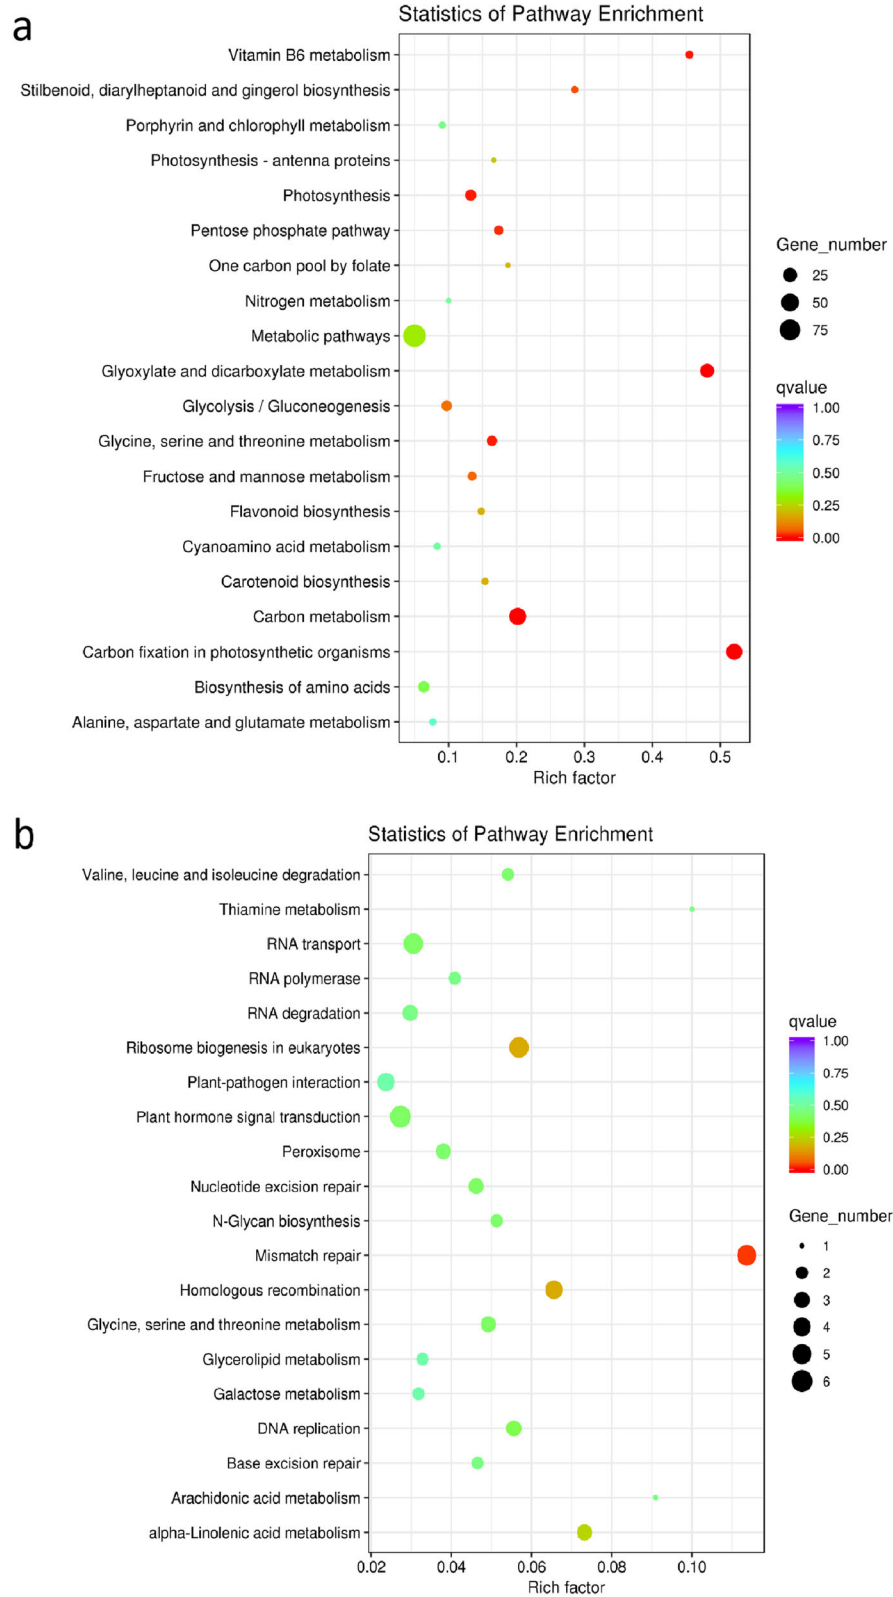 a
Statistics of Pathway Enrichment
Vitamin B6 metabolism
Stilbenoid, diarylheptanoid and gingerol biosynthesis
Porphyrin and chlorophyll metabolism
Photosynthesis - antenna proteins
Photosynthesis
Pentose phosphate pathway
One carbon pool by folate
Nitrogen metabolism
Metabolic pathways
Glyoxylate and dicarboxylate metabolism
Glycolysis / Gluconeogenesis
Glycine, serine and threonine metabolism
Fructose and mannose metabolism
Flavonoid biosynthesis
Cyanoamino acid metabolism
Carotenoid biosynthesis
Carbon metabolism
Carbon fixation in photosynthetic organisms
Biosynthesis of amino acids
Alanine, aspartate and glutamate metabolism
0.1 0.2 0.3 0.4 0.5
Rich factor
Gene_number
25
50
75
qvalue
1.00
0.75
0.50
0.25
0.00
b
Statistics of Pathway Enrichment
Valine, leucine and isoleucine degradation
Thiamine metabolism
RNA transport
RNA polymerase
RNA degradation
Ribosome biogenesis in eukaryotes
Plant-pathogen interaction
Plant hormone signal transduction
Peroxisome
Nucleotide excision repair
N-Glycan biosynthesis
Mismatch repair
Homologous recombination
Glycine, serine and threonine metabolism
Glycerolipid metabolism
Galactose metabolism
DNA replication
Base excision repair
Arachidonic acid metabolism
alpha-Linolenic acid metabolism
0.02 0.04 0.06 0.08 0.10
Rich factor
qvalue
1.00
0.75
0.50
0.25
0.00
Gene_number
1
2
3
4
5
6